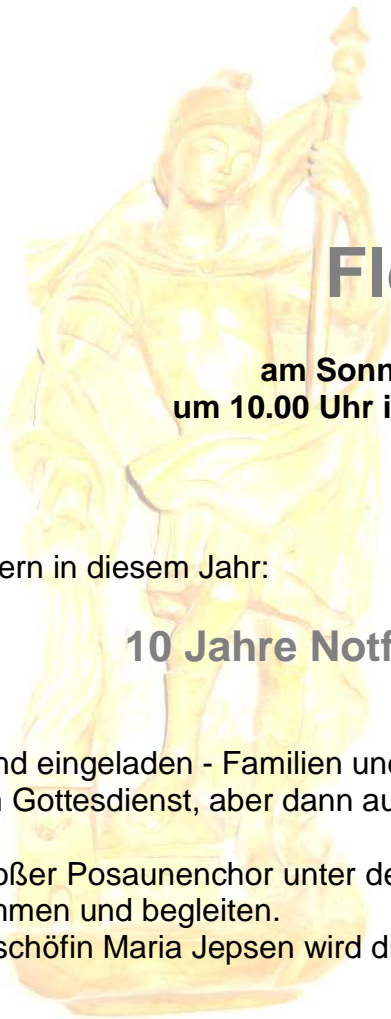 Fl
am Sonn
um 10.00 Uhr i
ern in diesem Jahr:
10 Jahre Notf
nd eingeladen - Familien und
n Gottesdienst, aber dann au
oßer Posaunenchor unter de
mmen und begleiten.
schöfin Maria Jepsen wird d